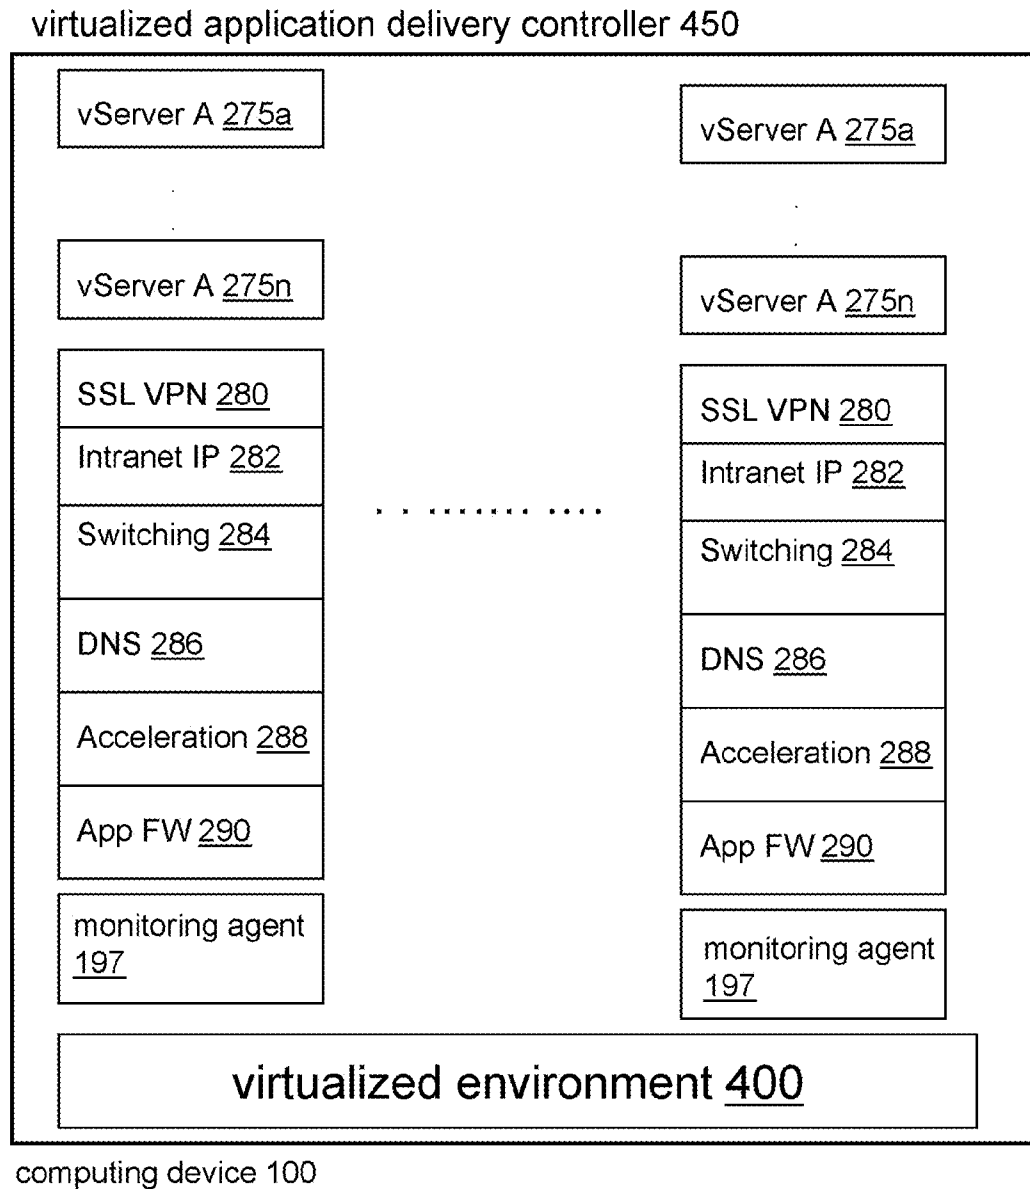 virtualized application delivery controller 450
vServer A 275a
vServer A 275n
SSL VPN 280
Intranet IP 282
Switching 284
DNS 286
Acceleration 288
App FW 290
monitoring agent
197
vServer A 275a
vServer A 275n
SSL VPN 280
Intranet IP 282
Switching 284
DNS 286
Acceleration 288
App FW 290
monitoring agent
197
virtualized environment 400
computing device 100